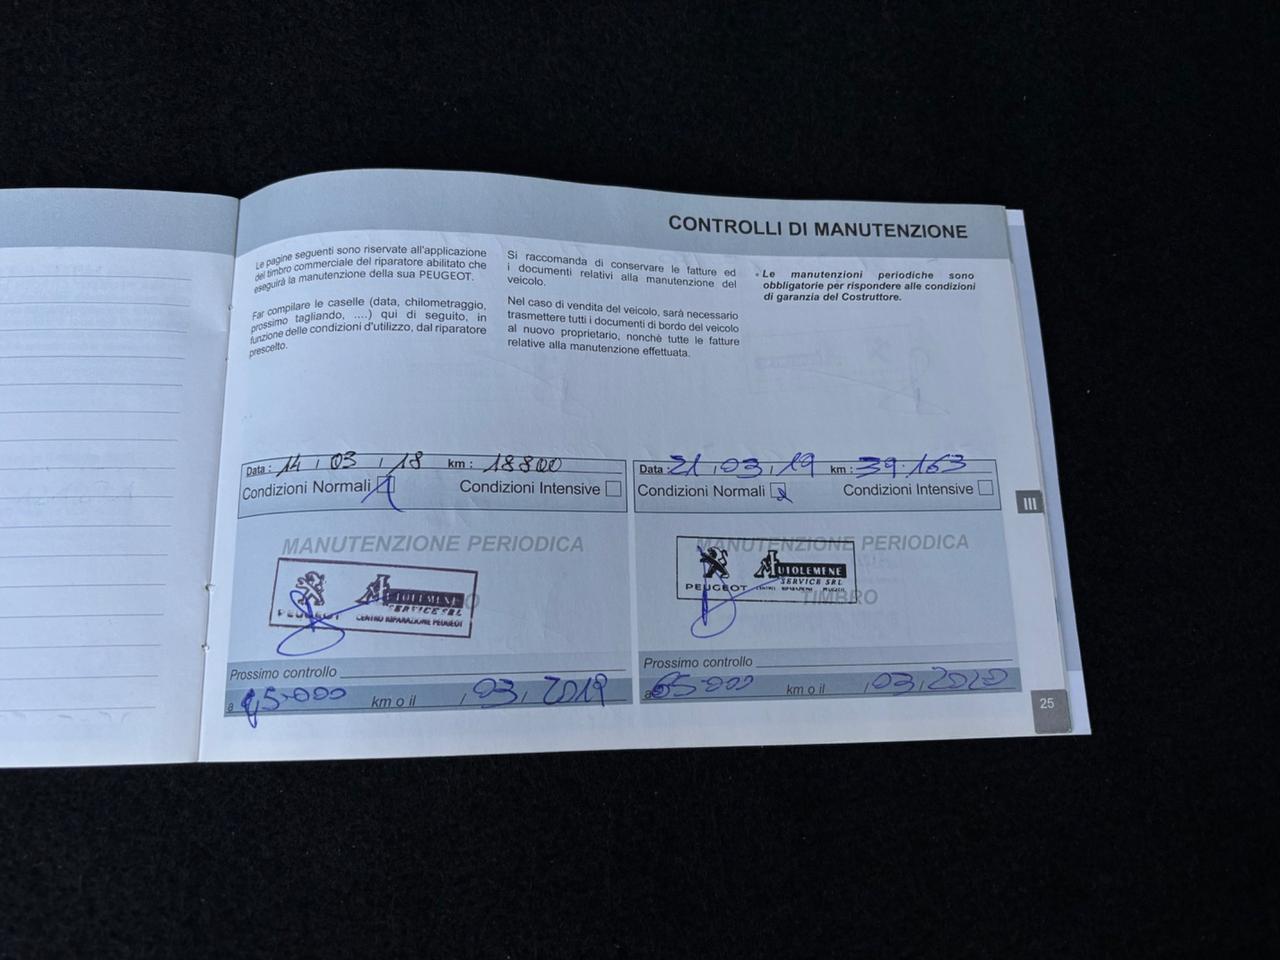 CONTROLLI DI MANUTENZIONE
Le pagine seguenti sono riservate all'applicazione
del timbro commerciale del riparatore abilitato che
eseguirà la manutenzione della sua PEUGEOT.
Far compilare le caselle (data, chilometraggio,
prossimo tagliando, ....) qui di seguito, in
funzione delle condizioni d'utilizzo, dal riparatore
prescelto.
Si raccomanda di conservare le fatture ed
i documenti relativi alla manutenzione del
veicolo.
Nel caso di vendita del veicolo, sarà necessario
trasmettere tutti i documenti di bordo del veicolo
al nuovo proprietario, nonchè tutte le fatture
relative alla manutenzione effettuata.
Le manutenzioni periodiche sono
obbligatorie per rispondere alle condizioni
di garanzia del Costruttore.
Data : 14 / 03 / 18 km : 18800
Condizioni Normali Condizioni Intensive
MANUTENZIONE PERIODICA
AUTOLEMENE
SERVICE SRL
PEUGEOT CENTRO RIPARAZIONE PEUGEOT
Prossimo controllo
a km o il / 03 / 2019
Data : 21 / 03 / 19 km : 39.163
Condizioni Normali Condizioni Intensive
MANUTENZIONE PERIODICA
AUTOLEMENE
SERVICE SRL
PEUGEOT
TIMBRO
Prossimo controllo
a 65.000 km o il / 03 / 2020
III
25